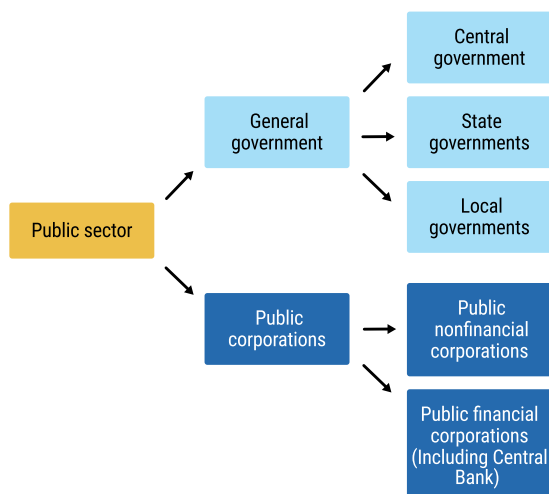 Central
government
General
government
State
governments
Local
governments
Public sector
Public
corporations
Public
nonfinancial
corporations
Public financial
corporations
(Including Central
Bank)